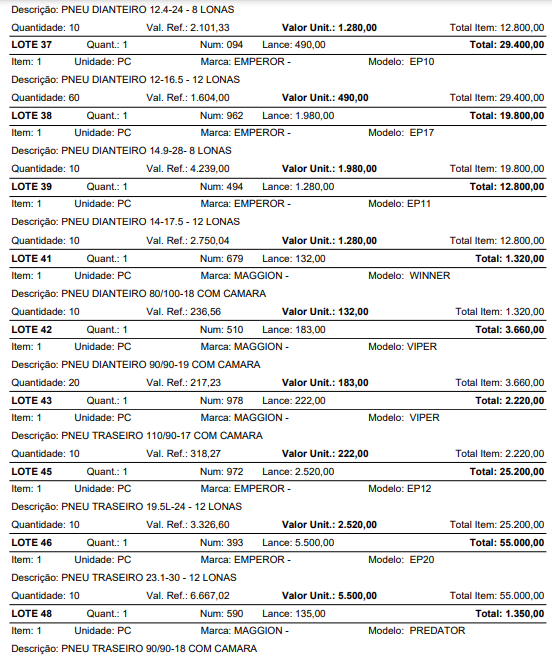 Descrição: PNEU DIANTEIRO 12.4-24 - 8 LONAS
Quantidade: 10 Val. Ref.: 2.101,33 Valor Unit.: 1.280,00 Total Item: 12.800,00
LOTE 37 Quant.: 1 Num: 094 Lance: 490,00 Total: 29.400,00
Item: 1 Unidade: PC Marca: EMPEROR - Modelo: EP10
Descrição: PNEU DIANTEIRO 12-16.5 - 12 LONAS
Quantidade: 60 Val. Ref.: 1.604,00 Valor Unit.: 490,00 Total Item: 29.400,00
LOTE 38 Quant.: 1 Num: 962 Lance: 1.980,00 Total: 19.800,00
Item: 1 Unidade: PC Marca: EMPEROR - Modelo: EP17
Descrição: PNEU DIANTEIRO 14.9-28- 8 LONAS
Quantidade: 10 Val. Ref.: 4.239,00 Valor Unit.: 1.980,00 Total Item: 19.800,00
LOTE 39 Quant.: 1 Num: 494 Lance: 1.280,00 Total: 12.800,00
Item: 1 Unidade: PC Marca: EMPEROR - Modelo: EP11
Descrição: PNEU DIANTEIRO 14-17.5 - 12 LONAS
Quantidade: 10 Val. Ref.: 2.750,04 Valor Unit.: 1.280,00 Total Item: 12.800,00
LOTE 41 Quant.: 1 Num: 679 Lance: 132,00 Total: 1.320,00
Item: 1 Unidade: PC Marca: MAGGION - Modelo: WINNER
Descrição: PNEU DIANTEIRO 80/100-18 COM CAMARA
Quantidade: 10 Val. Ref.: 236,56 Valor Unit.: 132,00 Total Item: 1.320,00
LOTE 42 Quant.: 1 Num: 510 Lance: 183,00 Total: 3.660,00
Item: 1 Unidade: PC Marca: MAGGION - Modelo: VIPER
Descrição: PNEU DIANTEIRO 90/90-19 COM CAMARA
Quantidade: 20 Val. Ref.: 217,23 Valor Unit.: 183,00 Total Item: 3.660,00
LOTE 43 Quant.: 1 Num: 978 Lance: 222,00 Total: 2.220,00
Item: 1 Unidade: PC Marca: MAGGION - Modelo: VIPER
Descrição: PNEU TRASEIRO 110/90-17 COM CAMARA
Quantidade: 10 Val. Ref.: 318,27 Valor Unit.: 222,00 Total Item: 2.220,00
LOTE 45 Quant.: 1 Num: 972 Lance: 2.520,00 Total: 25.200,00
Item: 1 Unidade: PC Marca: EMPEROR - Modelo: EP12
Descrição: PNEU TRASEIRO 19.5L-24 - 12 LONAS
Quantidade: 10 Val. Ref.: 3.326,60 Valor Unit.: 2.520,00 Total Item: 25.200,00
LOTE 46 Quant.: 1 Num: 393 Lance: 5.500,00 Total: 55.000,00
Item: 1 Unidade: PC Marca: EMPEROR - Modelo: EP20
Descrição: PNEU TRASEIRO 23.1-30 - 12 LONAS
Quantidade: 10 Val. Ref.: 6.667,02 Valor Unit.: 5.500,00 Total Item: 55.000,00
LOTE 48 Quant.: 1 Num: 590 Lance: 135,00 Total: 1.350,00
Item: 1 Unidade: PC Marca: MAGGION - Modelo: PREDATOR
Descrição: PNEU TRASEIRO 90/90-18 COM CAMARA